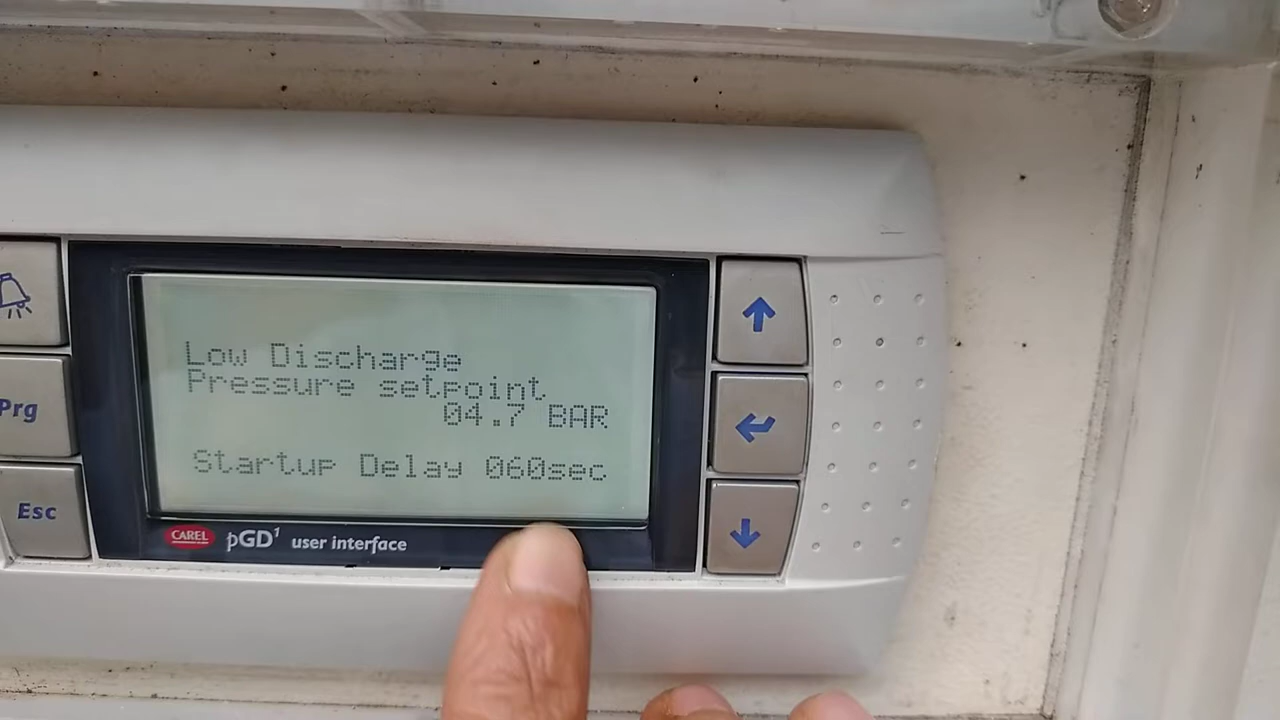 Low Discharge
Pressure setpoint
04.7 BAR
Startup Delay 060sec
Prg
Esc
CAREL pGD1 user interface